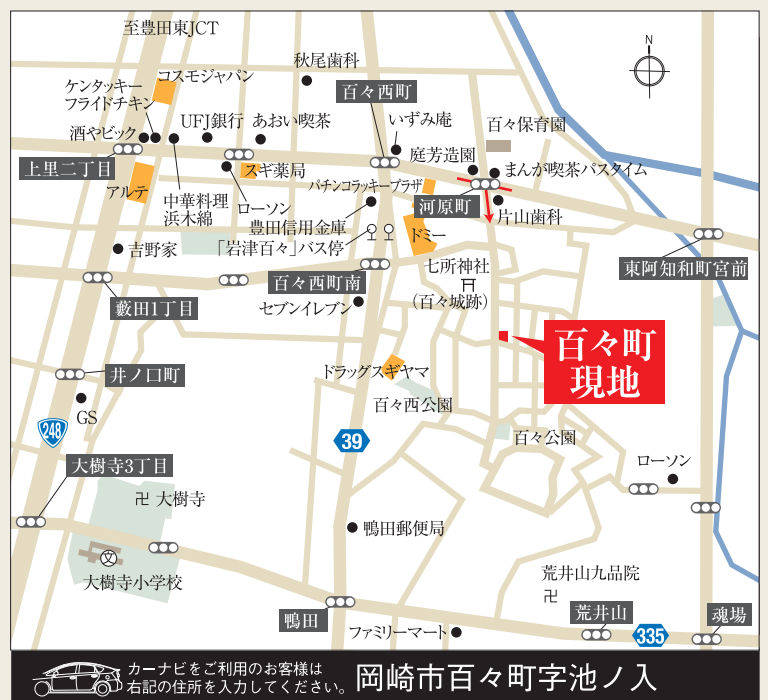 至豊田東JCT
N
秋尾歯科
ケンタッキー
フライドチキン
コスモジャパン
百々西町
酒やビック
UFJ銀行
あおい喫茶
いずみ庵
百々保育園
庭芳造園
まんが喫茶バスタイム
上里二丁目
アルテ
スギ薬局
パチンコラッキープラザ
河原町
中華料理
浜木綿
ローソン
豊田信用金庫
「岩津百々」バス停
ドミー
片山歯科
吉野家
七所神社
(百々城跡)
東阿知和町宮前
百々西町南
藪田1丁目
セブンイレブン
百々町
現地
井ノ口町
ドラッグスギヤマ
GS
百々西公園
248
39
百々公園
大樹寺3丁目
ローソン
卍 大樹寺
鴨田郵便局
文
大樹寺小学校
荒井山九品院
卍
荒井山
魂場
鴨田
ファミリーマート
335
カーナビをご利用のお客様は
右記の住所を入力してください。
岡崎市百々町字池ノ入